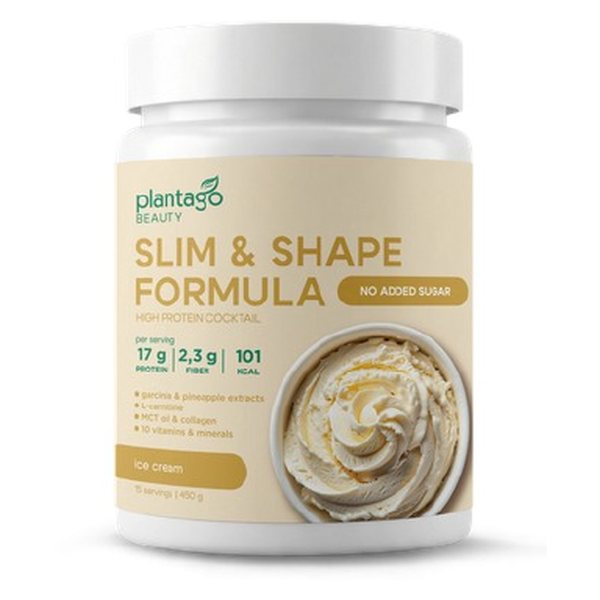 plantago
BEAUTY
SLIM & SHAPE
FORMULA
NO ADDED SUGAR
HIGH PROTEIN COCKTAIL
per serving
17 g 2,3 g 101
PROTEIN FIBER KCAL
garcinia & pineapple extracts
L-carnitine
MCT oil & collagen
10 vitamins & minerals
ice cream
15 servings | 450 g